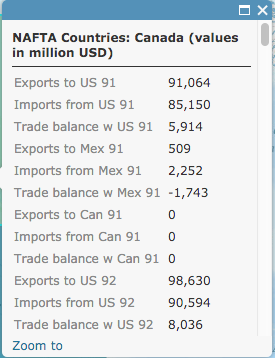 NAFTA Countries: Canada (values
in million USD)
Exports to US 91 91,064
Imports from US 91 85,150
Trade balance w US 91 5,914
Exports to Mex 91 509
Imports from Mex 91 2,252
Trade balance w Mex 91 -1,743
Exports to Can 91 0
Imports from Can 91 0
Trade balance w Can 91 0
Exports to US 92 98,630
Imports from US 92 90,594
Trade balance w US 92 8,036
Zoom to